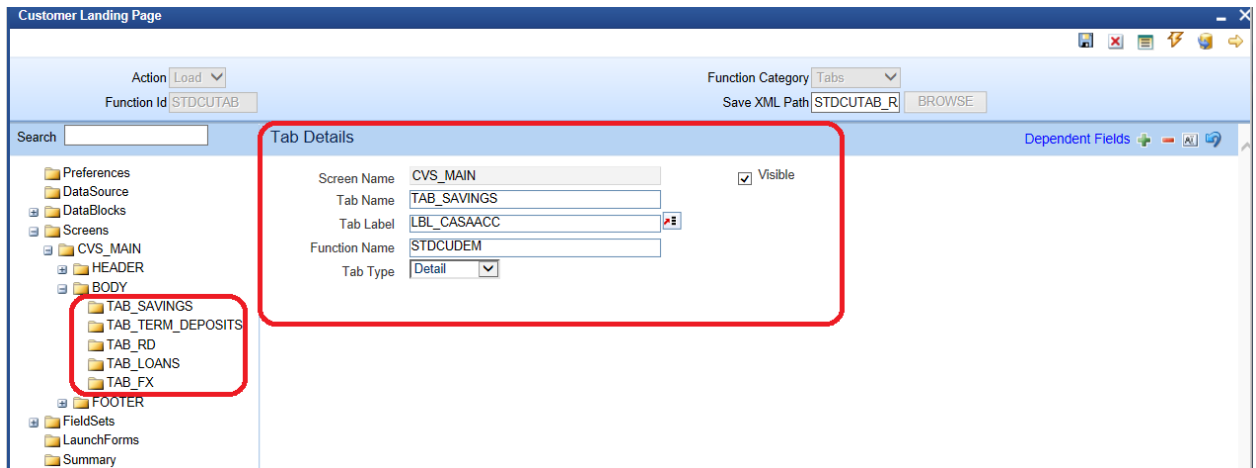 Customer Landing Page
Action Load
Function Category Tabs
Function Id STDCUTAB
Save XML Path STDCUTAB_R BROWSE
Search
Tab Details
Dependent Fields
Preferences
DataSource
DataBlocks
Screens
CVS_MAIN
HEADER
BODY
TAB_SAVINGS
TAB_TERM_DEPOSITS
TAB_RD
TAB_LOANS
TAB_FX
FOOTER
FieldSets
LaunchForms
Summary
Screen Name CVS_MAIN
Visible
Tab Name TAB_SAVINGS
Tab Label LBL_CASAACC
Function Name STDCUDEM
Tab Type Detail